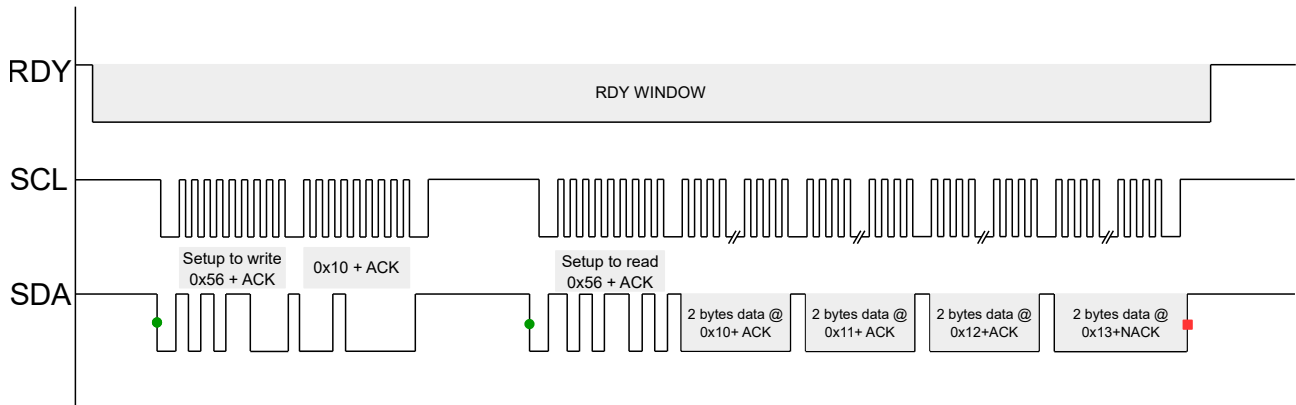 RDY
RDY WINDOW
SCL
Setup to write
0x56 + ACK
0x10 + ACK
Setup to read
0x56 + ACK
SDA
2 bytes data @
0x10+ ACK
2 bytes data @
0x11+ ACK
2 bytes data @
0x12+ACK
2 bytes data @
0x13+NACK